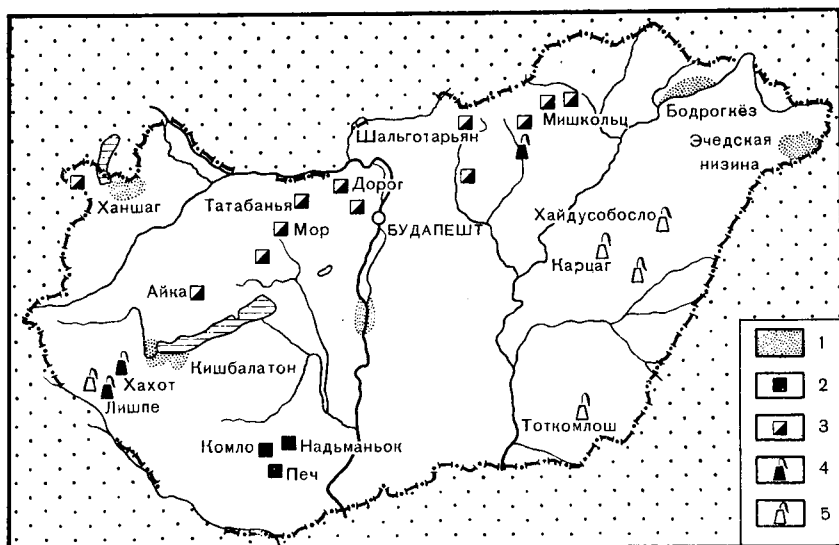 Шальготарьян
Мишкольц
Бодрогкёз
Эчедская
низина
Ханшаг
Татабанья
Дорог
Мор
БУДАПЕШТ
Хайдусобосло
Карцаг
Айка
Хахот
Лишпе
Кишбалатон
Комло
Надьманьок
Печ
Тоткомлош
1
2
3
4
5